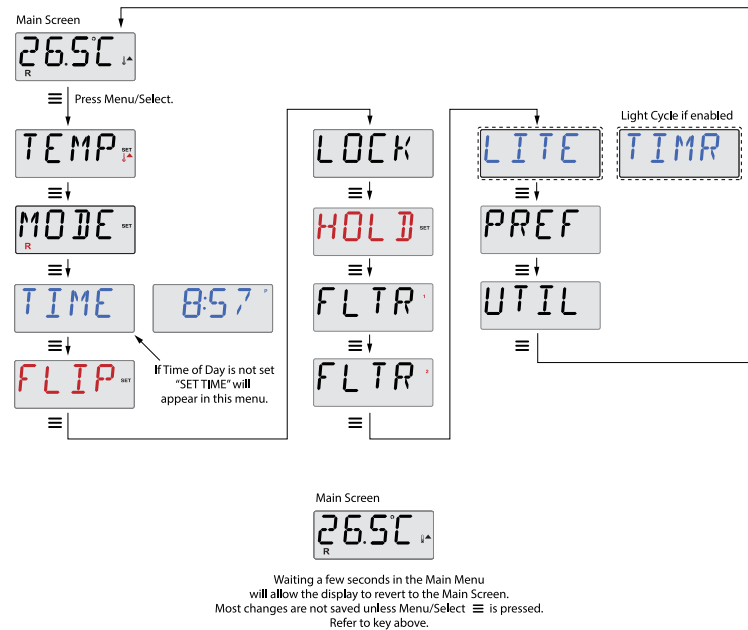 Main Screen
26.5°C
R
Press Menu/Select.
TEMP SET
MODE SET
R
TIME
8:57 P
If Time of Day is not set
“SET TIME” will
appear in this menu.
FLIP SET
LOCK
HOLD SET
FLTR 1
FLTR 2
Light Cycle if enabled
LITE
TIMR
PREF
UTIL
Main Screen
26.5°C
R
Waiting a few seconds in the Main Menu
will allow the display to revert to the Main Screen.
Most changes are not saved unless Menu/Select ☰ is pressed.
Refer to key above.